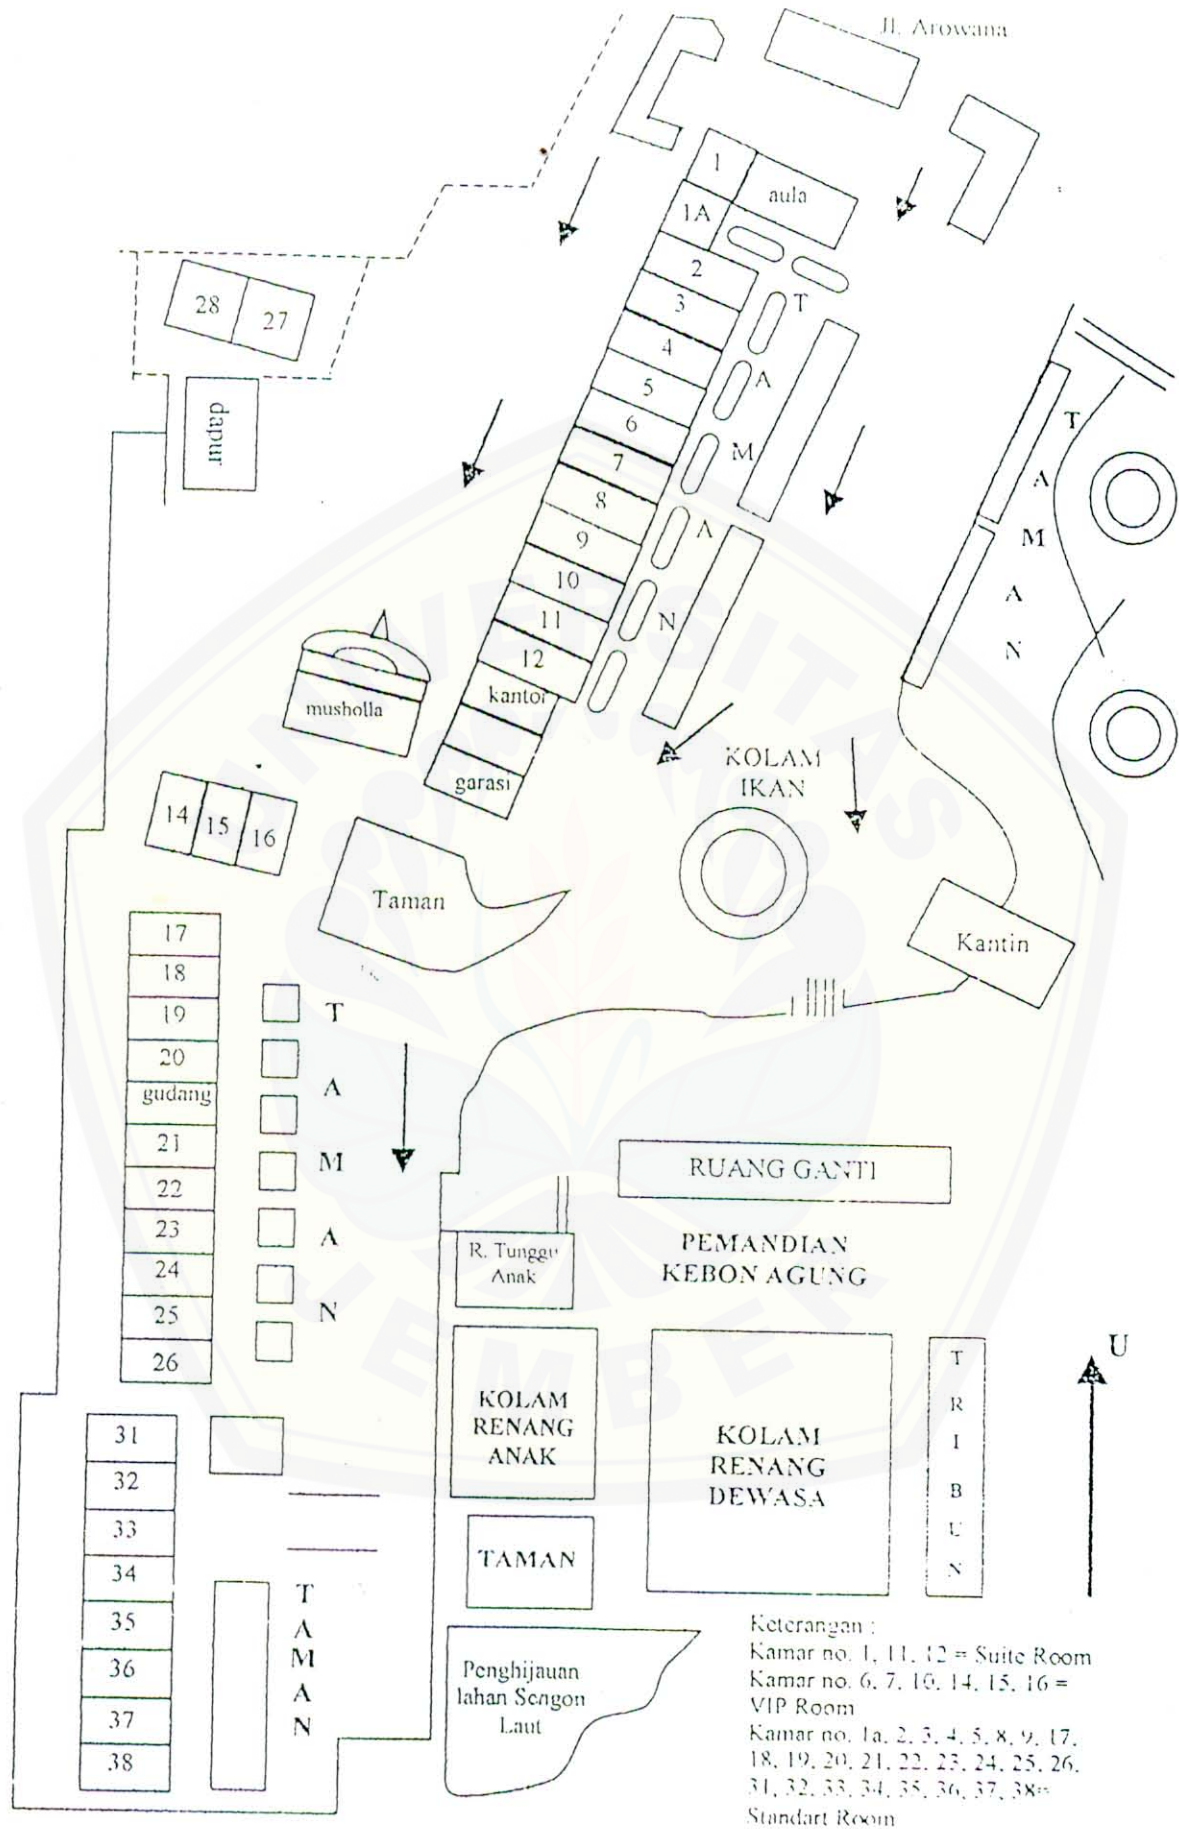 Jl. Arowana
1
aula
1A
2
3
4
5
6
7
8
9
10
11
12
kantor
garasi
T
A
M
A
N
28
27
dapur
T
A
M
A
N
musholla
KOLAM
IKAN
14
15
16
Taman
Kantin
17
18
19
20
gudang
21
22
23
24
25
26
T
A
M
A
N
RUANG GANTI
R. Tunggu
Anak
PEMANDIAN
KEBON AGUNG
U
KOLAM
RENANG
ANAK
KOLAM
RENANG
DEWASA
T
R
I
B
U
N
31
32
33
34
35
36
37
38
T
A
M
A
N
TAMAN
Penghijauan
lahan Sengon
Laut
Keterangan :
Kamar no. 1, 11, 12 = Suite Room
Kamar no. 6, 7, 10, 14, 15, 16 =
VIP Room
Kamar no. 1a, 2, 3, 4, 5, 8, 9, 17,
18, 19, 20, 21, 22, 23, 24, 25, 26,
31, 32, 33, 34, 35, 36, 37, 38=
Standart Room
UNIVERSITAS
JEMBER